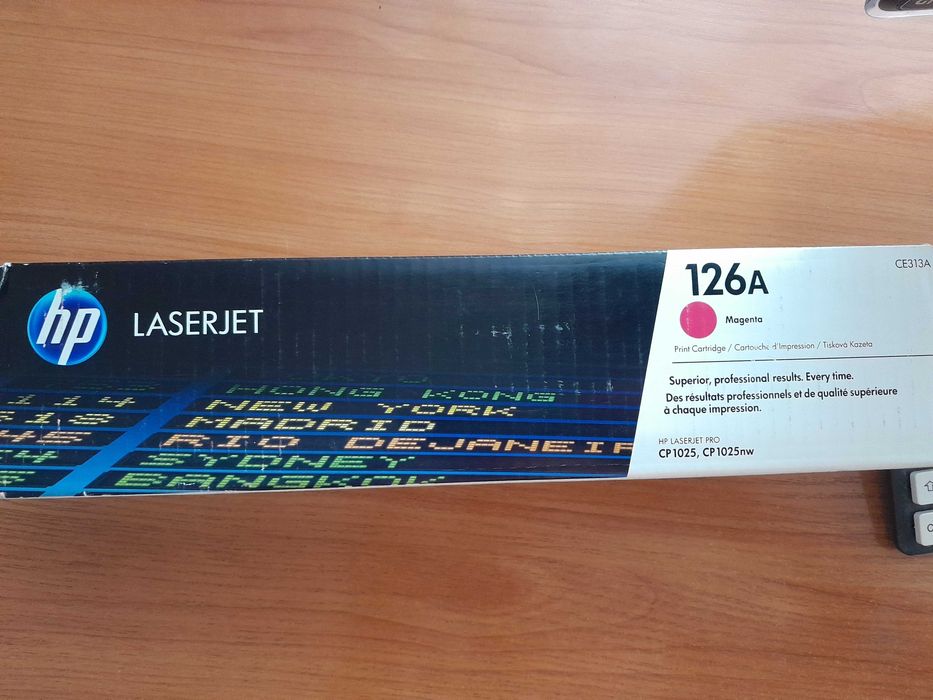 hp
LASERJET
HONG KONG
114 NEW YORK
MADRID
RIO DEJANEIR
SYDNEY
BANGKOK
126A
CE313A
Magenta
Print Cartridge / Cartouche d'Impression / Tisková Kazeta
Superior, professional results. Every time.
Des résultats professionnels et de qualité supérieure
à chaque impression.
HP LASERJET PRO
CP1025, CP1025nw